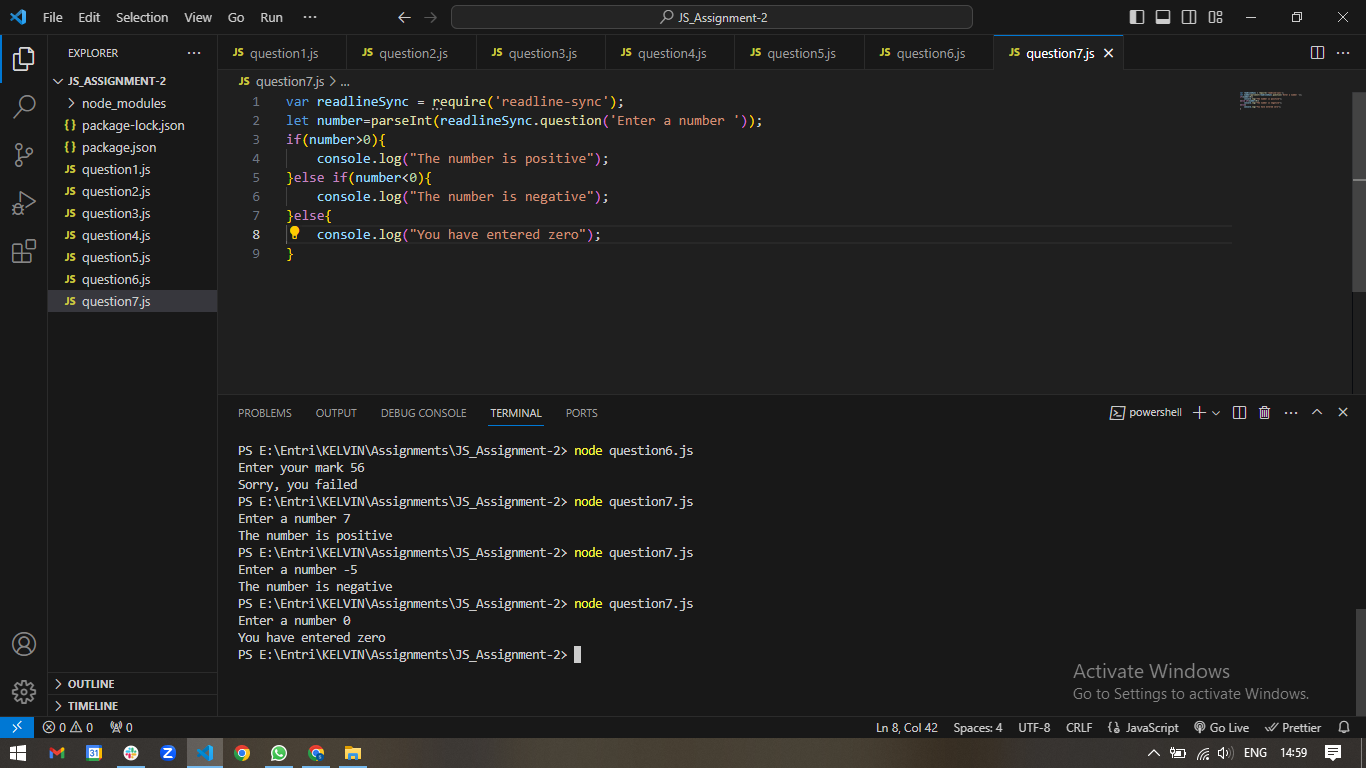 File Edit Selection View Go Run ··· JS_Assignment-2
EXPLORER ···
JS_ASSIGNMENT-2
node_modules
{} package-lock.json
{} package.json
JS question1.js
JS question2.js
JS question3.js
JS question4.js
JS question5.js
JS question6.js
JS question7.js
OUTLINE
TIMELINE
JS question1.js JS question2.js JS question3.js JS question4.js JS question5.js JS question6.js JS question7.js
JS question7.js > ...
1 var readlineSync = require('readline-sync');
2 let number=parseInt(readlineSync.question('Enter a number '));
3 if(number>0){
4 console.log("The number is positive");
5 }else if(number<0){
6 console.log("The number is negative");
7 }else{
8 console.log("You have entered zero");
9 }
PROBLEMS OUTPUT DEBUG CONSOLE TERMINAL PORTS powershell
PS E:\Entri\KELVIN\Assignments\JS_Assignment-2> node question6.js
Enter your mark 56
Sorry, you failed
PS E:\Entri\KELVIN\Assignments\JS_Assignment-2> node question7.js
Enter a number 7
The number is positive
PS E:\Entri\KELVIN\Assignments\JS_Assignment-2> node question7.js
Enter a number -5
The number is negative
PS E:\Entri\KELVIN\Assignments\JS_Assignment-2> node question7.js
Enter a number 0
You have entered zero
PS E:\Entri\KELVIN\Assignments\JS_Assignment-2>
Activate Windows
Go to Settings to activate Windows.
0 0 0 Ln 8, Col 42 Spaces: 4 UTF-8 CRLF {} JavaScript Go Live Prettier
31 Z ENG 14:59